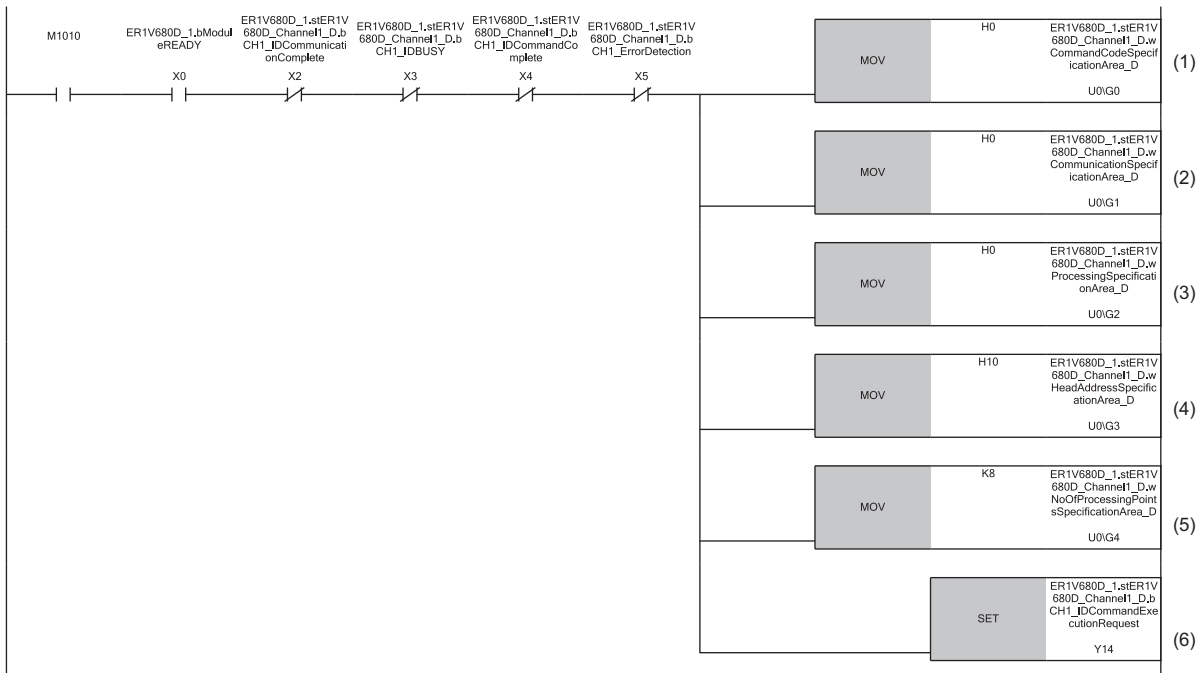 M1010
ER1V680D_1.bModul
eREADY
X0
ER1V680D_1.stER1V
680D_Channel1_D.b
CH1_IDCommunicati
onComplete
X2
ER1V680D_1.stER1V
680D_Channel1_D.b
CH1_IDBUSY
X3
ER1V680D_1.stER1V
680D_Channel1_D.b
CH1_IDCommandCo
mplete
X4
ER1V680D_1.stER1V
680D_Channel1_D.b
CH1_ErrorDetection
X5
MOV
H0
ER1V680D_1.stER1V
680D_Channel1_D.w
CommandCodeSpecif
icationArea_D
U0\G0
(1)
MOV
H0
ER1V680D_1.stER1V
680D_Channel1_D.w
CommunicationSpecif
icationArea_D
U0\G1
(2)
MOV
H0
ER1V680D_1.stER1V
680D_Channel1_D.w
ProcessingSpecificati
onArea_D
U0\G2
(3)
MOV
H10
ER1V680D_1.stER1V
680D_Channel1_D.w
HeadAddressSpecific
ationArea_D
U0\G3
(4)
MOV
K8
ER1V680D_1.stER1V
680D_Channel1_D.w
NoOfProcessingPoint
sSpecificationArea_D
U0\G4
(5)
SET
ER1V680D_1.stER1V
680D_Channel1_D.b
CH1_IDCommandExe
cutionRequest
Y14
(6)